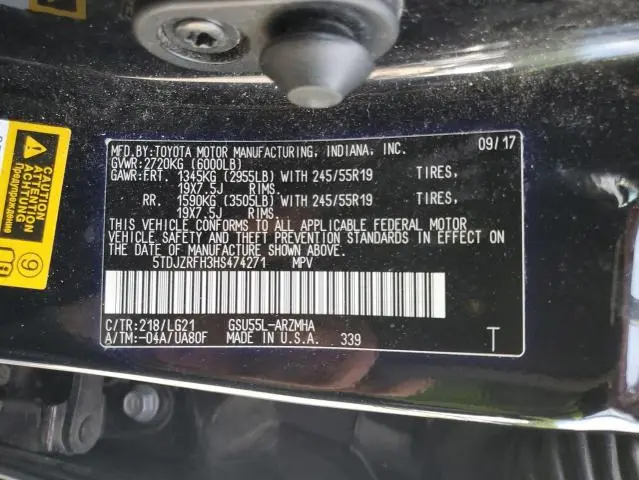 MFD.BY:TOYOTA MOTOR MANUFACTURING, INDIANA, INC. 09/17
GVWR:2720KG (6000LB)
GAWR:FRT. 1345KG (2955LB) WITH 245/55R19 TIRES,
19X7.5J RIMS.
RR. 1590KG (3505LB) WITH 245/55R19 TIRES,
19X7.5J RIMS.
THIS VEHICLE CONFORMS TO ALL APPLICABLE FEDERAL MOTOR
VEHICLE SAFETY AND THEFT PREVENTION STANDARDS IN EFFECT ON
THE DATE OF MANUFACTURE SHOWN ABOVE.
5TDJZRFH3HS474271 MPV
C/TR:218/LG21 GSU55L-ARZMHA
A/TM:-04A/UA80F MADE IN U.S.A. 339
T
CAUTION
ATTENTION
ACHTUNG
Предупреждение
9